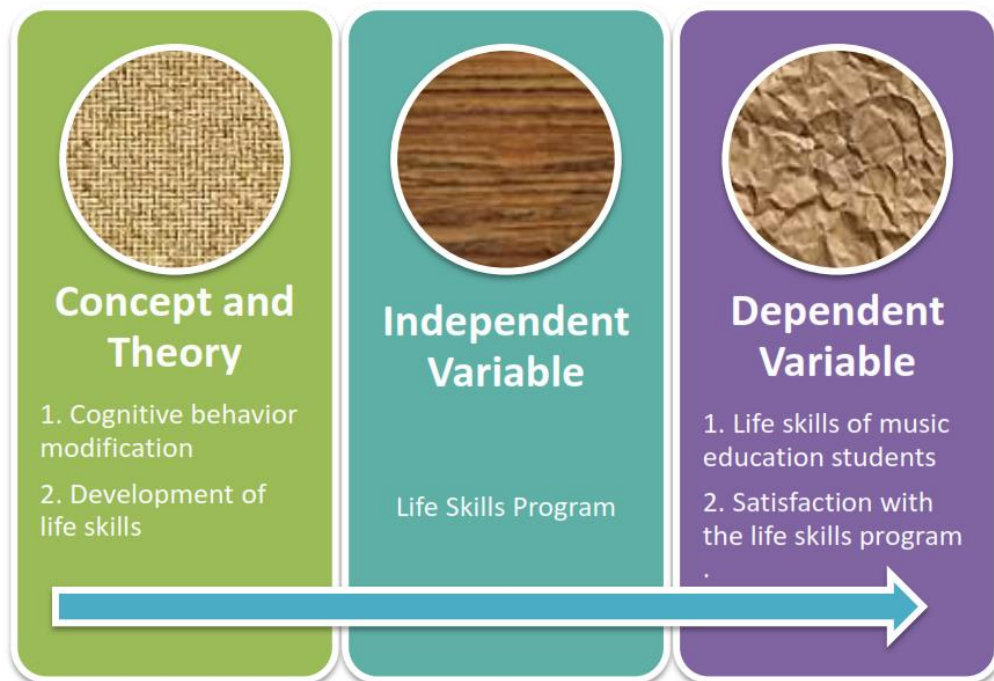 Concept and
Theory
1. Cognitive behavior
modification
2. Development of
life skills
Independent
Variable
Life Skills Program
Dependent
Variable
1. Life skills of music
education students
2. Satisfaction with
the life skills program
.